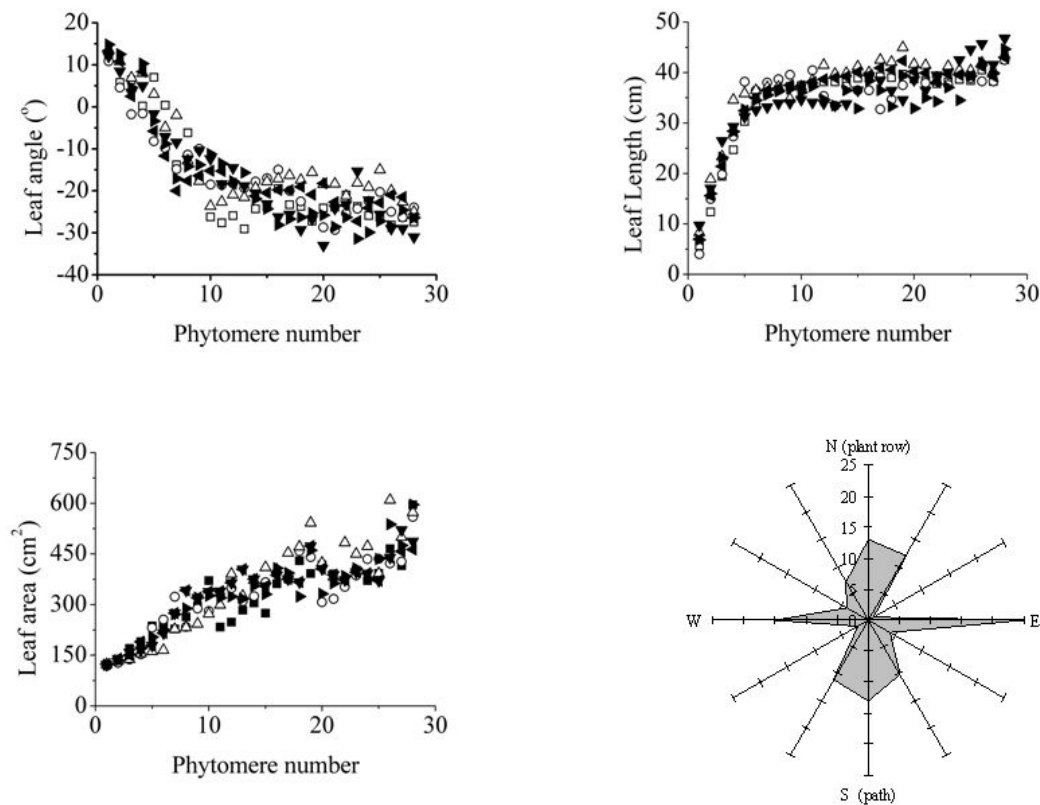 20
10
0
-10
-20
-30
-40
Leaf angle (°)
0 10 20 30
Phytomere number
50
40
30
20
10
0
Leaf Length (cm)
0 10 20 30
Phytomere number
750
600
450
300
150
0
Leaf area (cm²)
0 10 20 30
Phytomere number
N (plant row)
25
20
15
10
5
0
W
E
S (path)